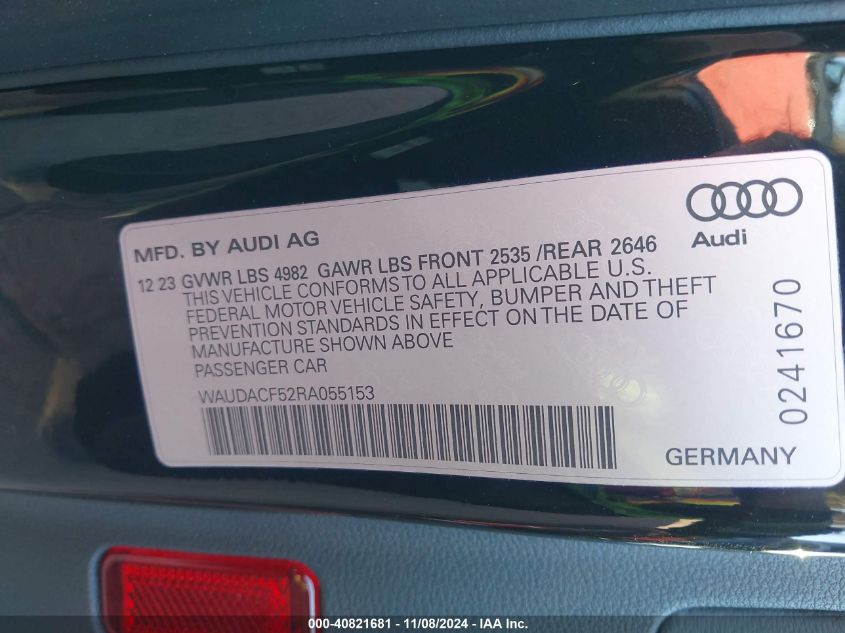 MFD. BY AUDI AG
Audi
12 23 GVWR LBS 4982 GAWR LBS FRONT 2535 /REAR 2646
THIS VEHICLE CONFORMS TO ALL APPLICABLE U.S.
FEDERAL MOTOR VEHICLE SAFETY, BUMPER AND THEFT
PREVENTION STANDARDS IN EFFECT ON THE DATE OF
MANUFACTURE SHOWN ABOVE
PASSENGER CAR
WAUDACF52RA055153
0241670
GERMANY
000-40821681 - 11/08/2024 - IAA Inc.